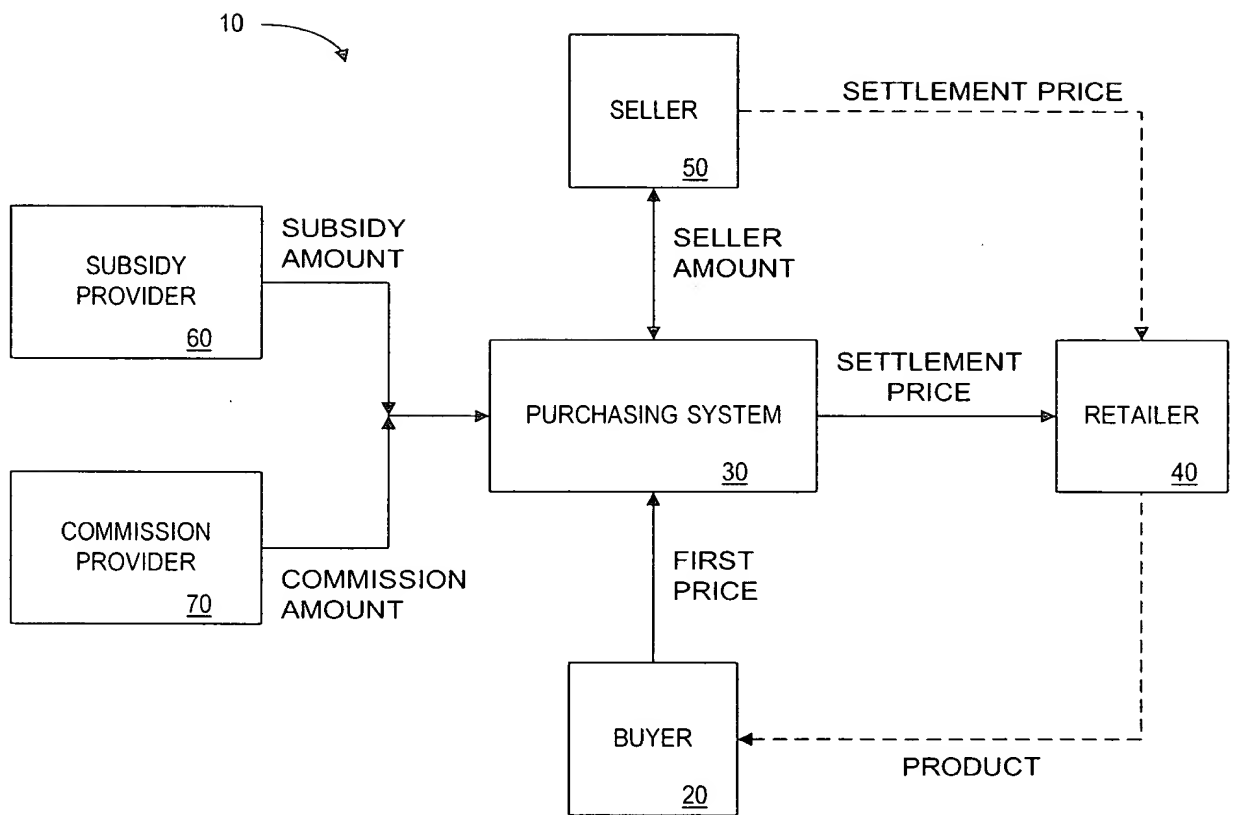 10
SELLER
50
SETTLEMENT PRICE
SUBSIDY
AMOUNT
SELLER
AMOUNT
SUBSIDY
PROVIDER
60
SETTLEMENT
PRICE
PURCHASING SYSTEM
30
RETAILER
40
COMMISSION
PROVIDER
70
COMMISSION
AMOUNT
FIRST
PRICE
BUYER
20
PRODUCT